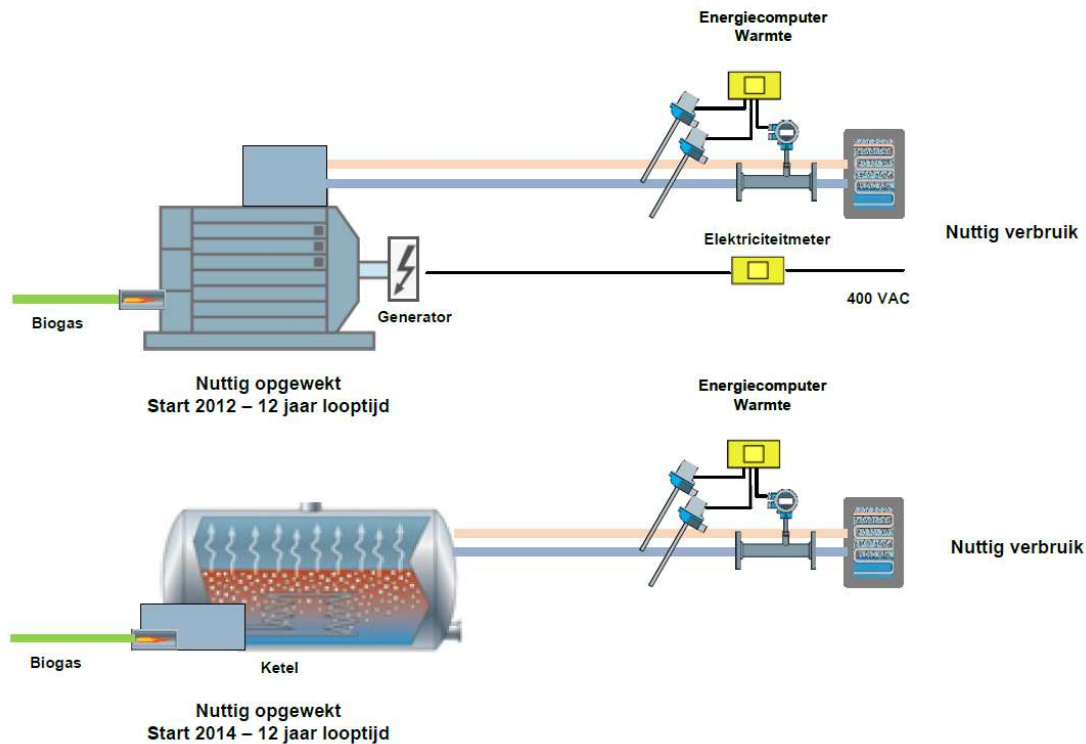 Energiecomputer
Warmte
Nuttig verbruik
Elektriciteitmeter
400 VAC
Generator
Biogas
Nuttig opgewekt
Start 2012 – 12 jaar looptijd
Energiecomputer
Warmte
Nuttig verbruik
Biogas
Ketel
Nuttig opgewekt
Start 2014 – 12 jaar looptijd